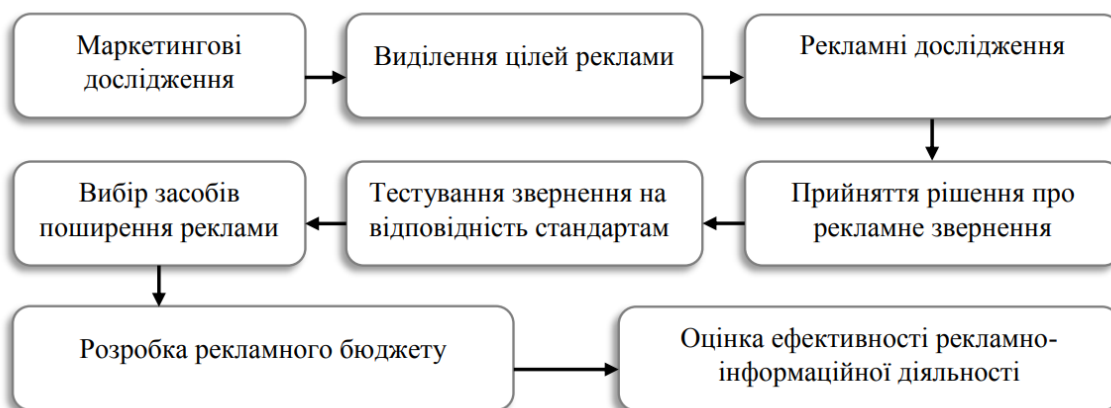 Маркетингові
дослідження
Виділення цілей реклами
Рекламні дослідження
Вибір засобів
поширення реклами
Тестування звернення на
відповідність стандартам
Прийняття рішення про
рекламне звернення
Розробка рекламного бюджету
Оцінка ефективності рекламно-
інформаційної діяльності